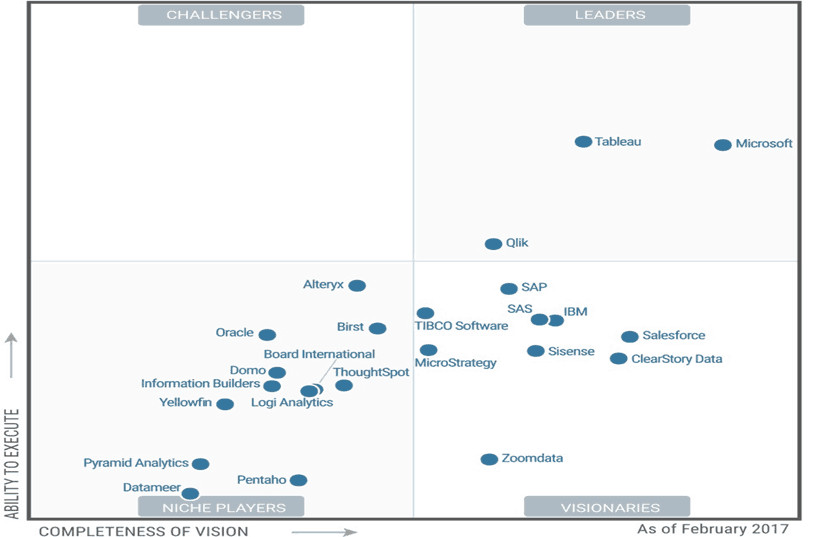 CHALLENGERS
LEADERS
Tableau
Microsoft
Qlik
Alteryx
SAP
SAS
IBM
Birst
TIBCO Software
Oracle
Salesforce
Board International
Sisense
ClearStory Data
MicroStrategy
Domo
ThoughtSpot
Information Builders
Yellowfin
Logi Analytics
Pyramid Analytics
Zoomdata
Pentaho
Datameer
NICHE PLAYERS
VISIONARIES
ABILITY TO EXECUTE
COMPLETENESS OF VISION
As of February 2017